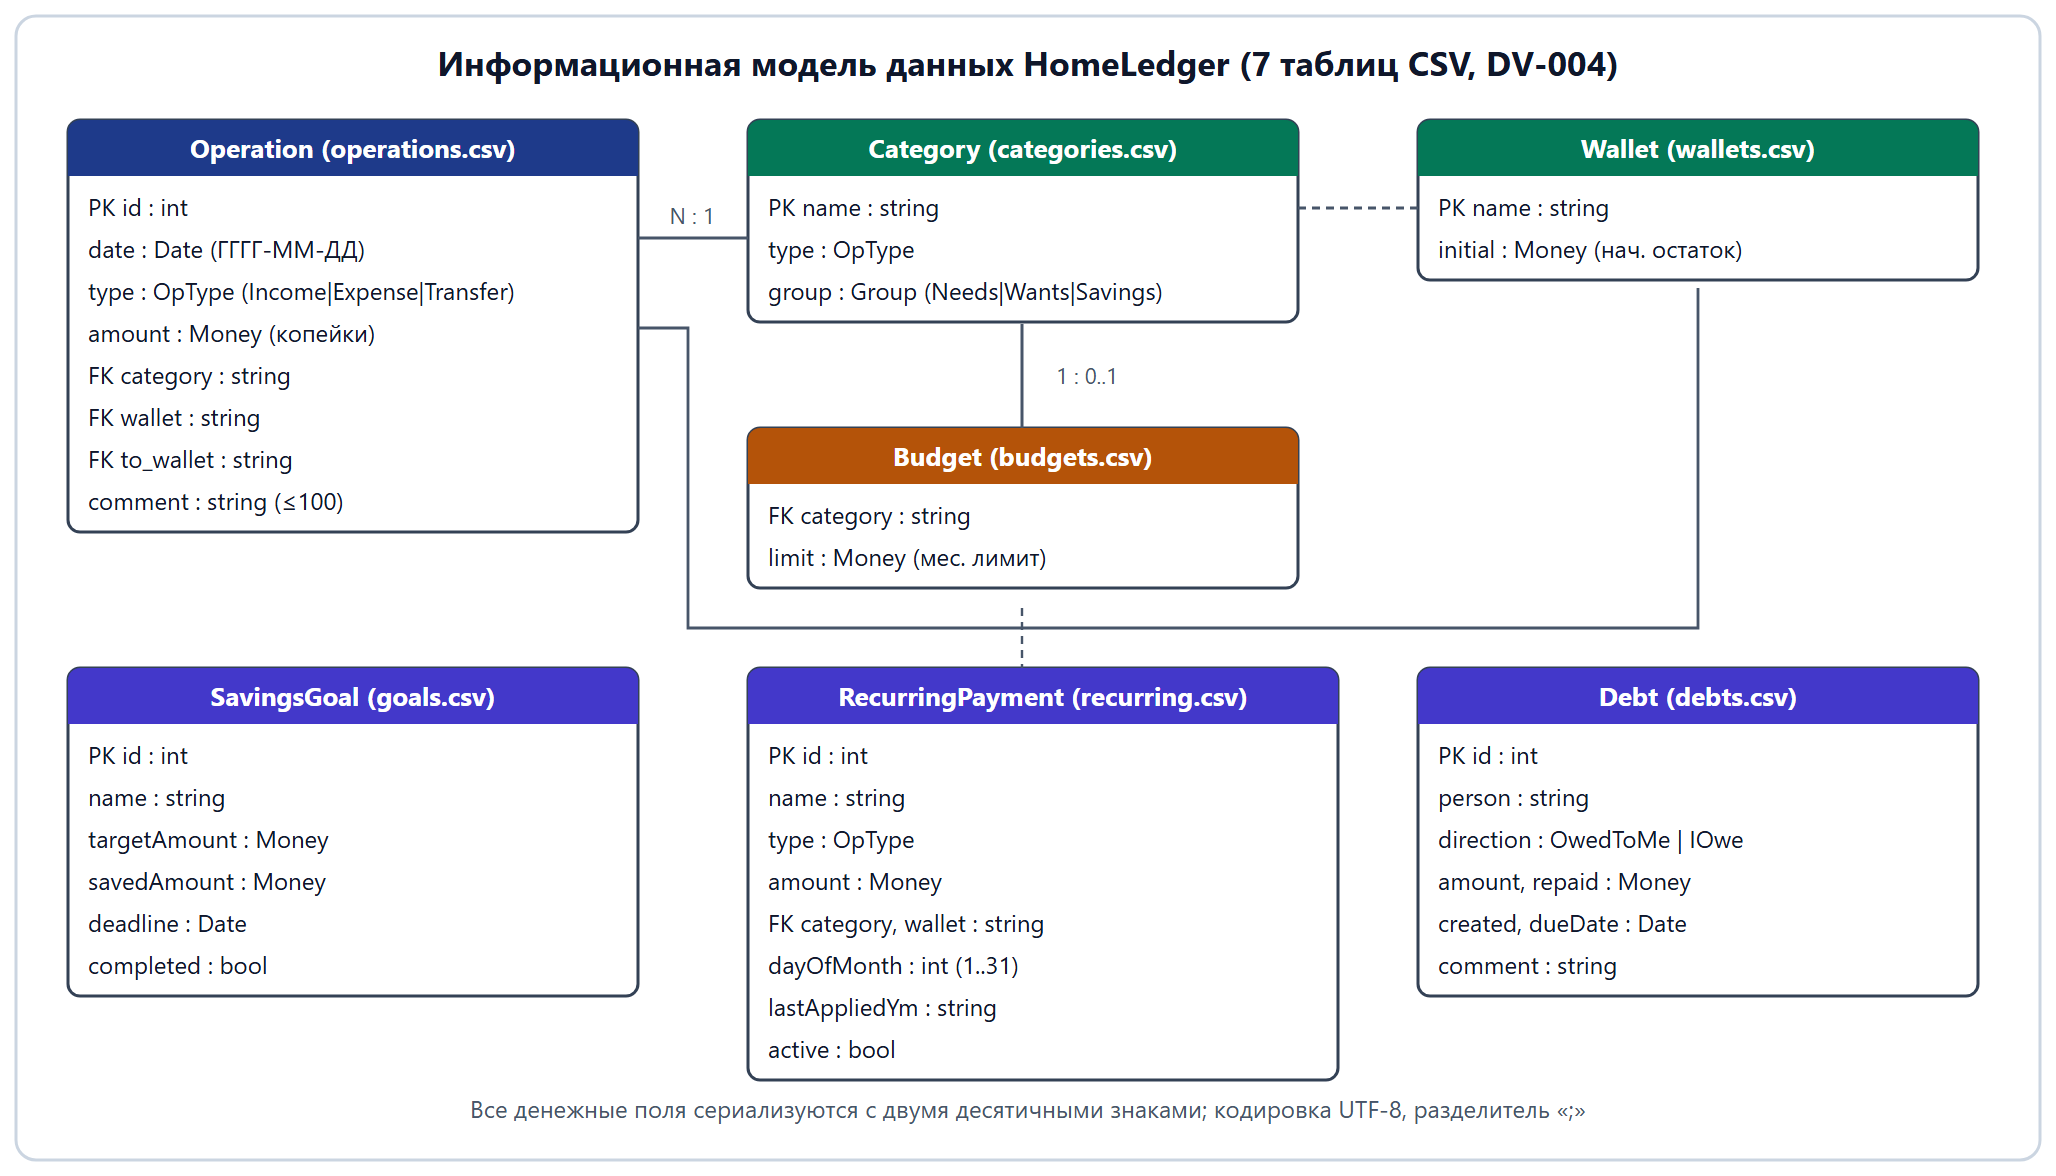 Информационная модель данных HomeLedger (7 таблиц CSV, DV-004)
Operation (operations.csv)
PK id : int
date : Date (ГГГГ-ММ-ДД)
type : OpType (Income|Expense|Transfer)
amount : Money (копейки)
FK category : string
FK wallet : string
FK to_wallet : string
comment : string (≤100)
N : 1
Category (categories.csv)
PK name : string
type : OpType
group : Group (Needs|Wants|Savings)
Wallet (wallets.csv)
PK name : string
initial : Money (нач. остаток)
1 : 0..1
Budget (budgets.csv)
FK category : string
limit : Money (мес. лимит)
SavingsGoal (goals.csv)
PK id : int
name : string
targetAmount : Money
savedAmount : Money
deadline : Date
completed : bool
RecurringPayment (recurring.csv)
PK id : int
name : string
type : OpType
amount : Money
FK category, wallet : string
dayOfMonth : int (1..31)
lastAppliedYm : string
active : bool
Debt (debts.csv)
PK id : int
person : string
direction : OwedToMe | IOwe
amount, repaid : Money
created, dueDate : Date
comment : string
Все денежные поля сериализуются с двумя десятичными знаками; кодировка UTF-8, разделитель «;»